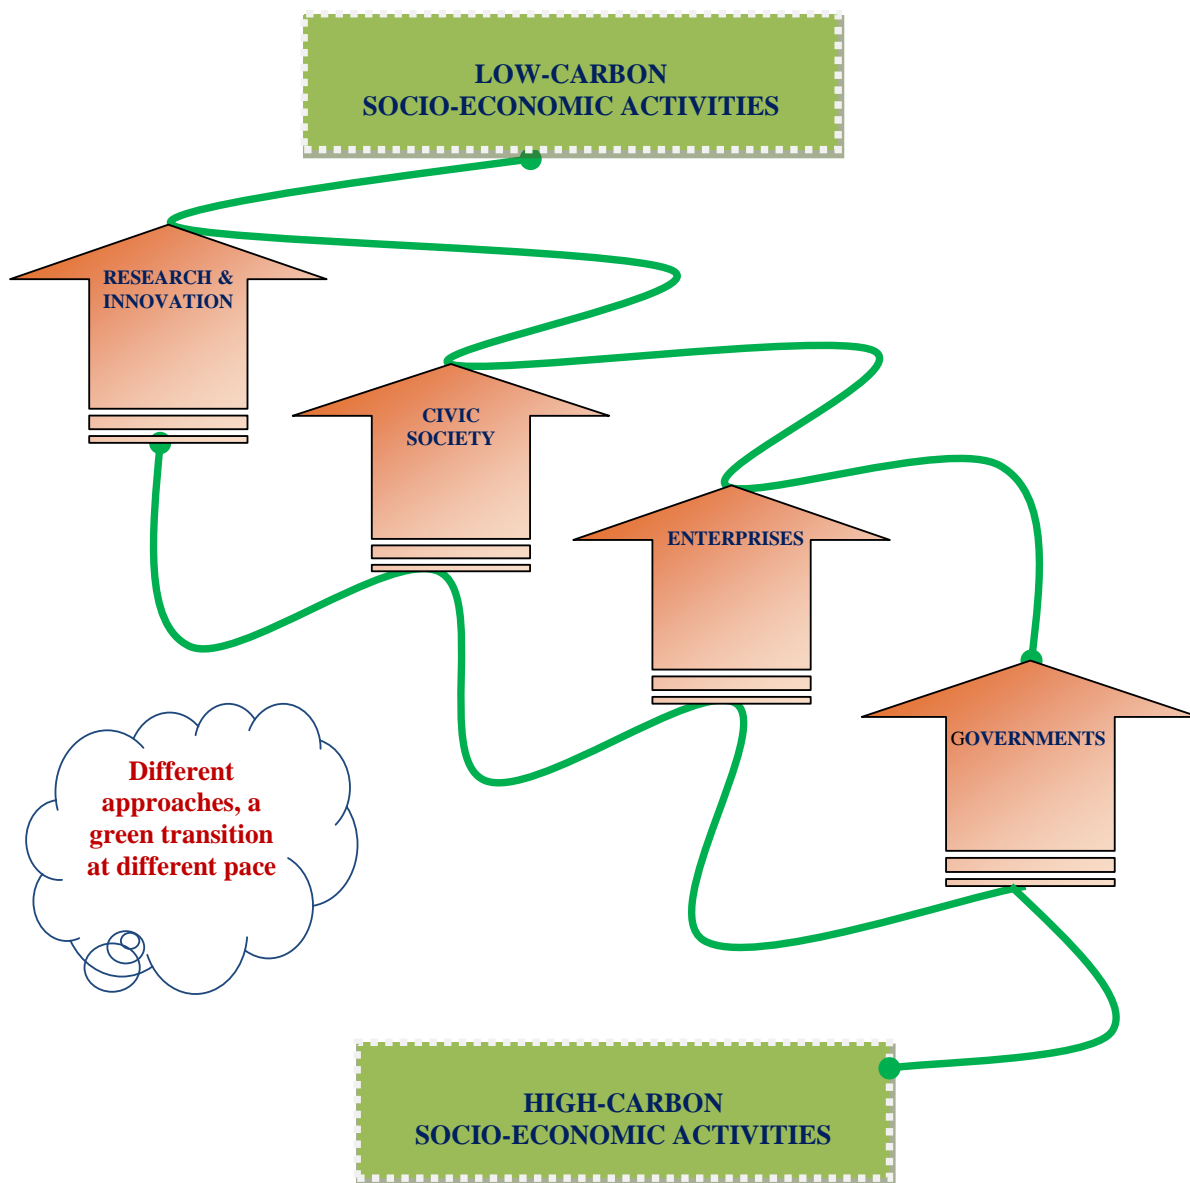 LOW-CARBON
SOCIO-ECONOMIC ACTIVITIES
RESEARCH &
INNOVATION
CIVIC
SOCIETY
ENTERPRISES
GOVERNMENTS
Different
approaches, a
green transition
at different pace
HIGH-CARBON
SOCIO-ECONOMIC ACTIVITIES